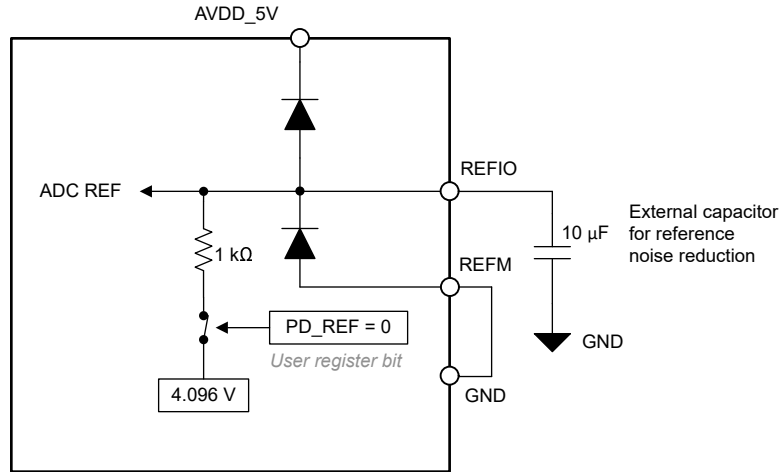 AVDD_5V
REFIO
ADC REF
10 µF
External capacitor
for reference
noise reduction
1 kΩ
REFM
PD_REF = 0
GND
User register bit
4.096 V
GND